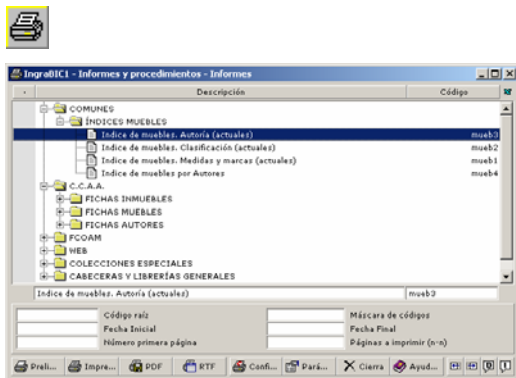 IngraBIC1 - Informes y procedimientos - Informes
Descripción Código
COMUNES
ÍNDICES MUEBLES
Indice de muebles. Autoría (actuales) mueb3
Indice de muebles. Clasificación (actuales) mueb2
Indice de muebles. Medidas y marcas (actuales) mueb1
Indice de muebles por Autores mueb4
C.C.A.A.
FICHAS INMUEBLES
FICHAS MUEBLES
FICHAS AUTORES
FCOAM
WEB
COLECCIONES ESPECIALES
CABECERAS Y LIBRERÍAS GENERALES
Indice de muebles. Autoría (actuales) mueb3
Código raíz Máscara de códigos
Fecha Inicial Fecha Final
Número primera página Páginas a imprimir (n-n)
Preli... Impre... PDF RTF Confi... Pará... Cierra Ayud...